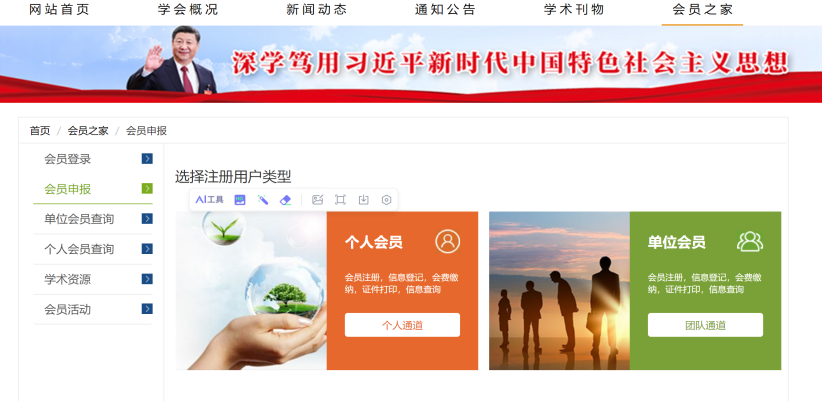 网站首页 学会概况 新闻动态 通知公告 学术刊物 会员之家
深学笃用习近平新时代中国特色社会主义思想
首页 / 会员之家 / 会员申报
会员登录
会员申报
单位会员查询
个人会员查询
学术资源
会员活动
选择注册用户类型
AI工具
个人会员
会员注册，信息登记，会费缴
纳，证件打印，信息查询
个人通道
单位会员
会员注册，信息登记，会费缴
纳，证件打印，信息查询
团队通道